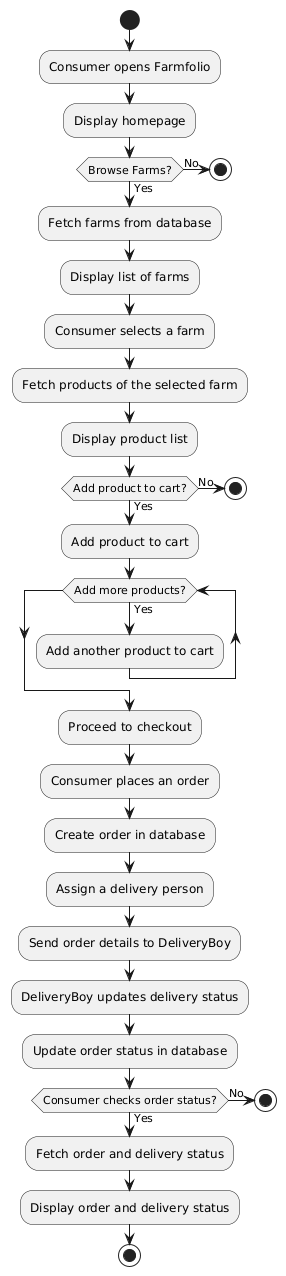 Consumer opens Farmfolio
Display homepage
Browse Farms?
No
Yes
Fetch farms from database
Display list of farms
Consumer selects a farm
Fetch products of the selected farm
Display product list
Add product to cart?
No
Yes
Add product to cart
Add more products?
Yes
Add another product to cart
Proceed to checkout
Consumer places an order
Create order in database
Assign a delivery person
Send order details to DeliveryBoy
DeliveryBoy updates delivery status
Update order status in database
Consumer checks order status?
No
Yes
Fetch order and delivery status
Display order and delivery status